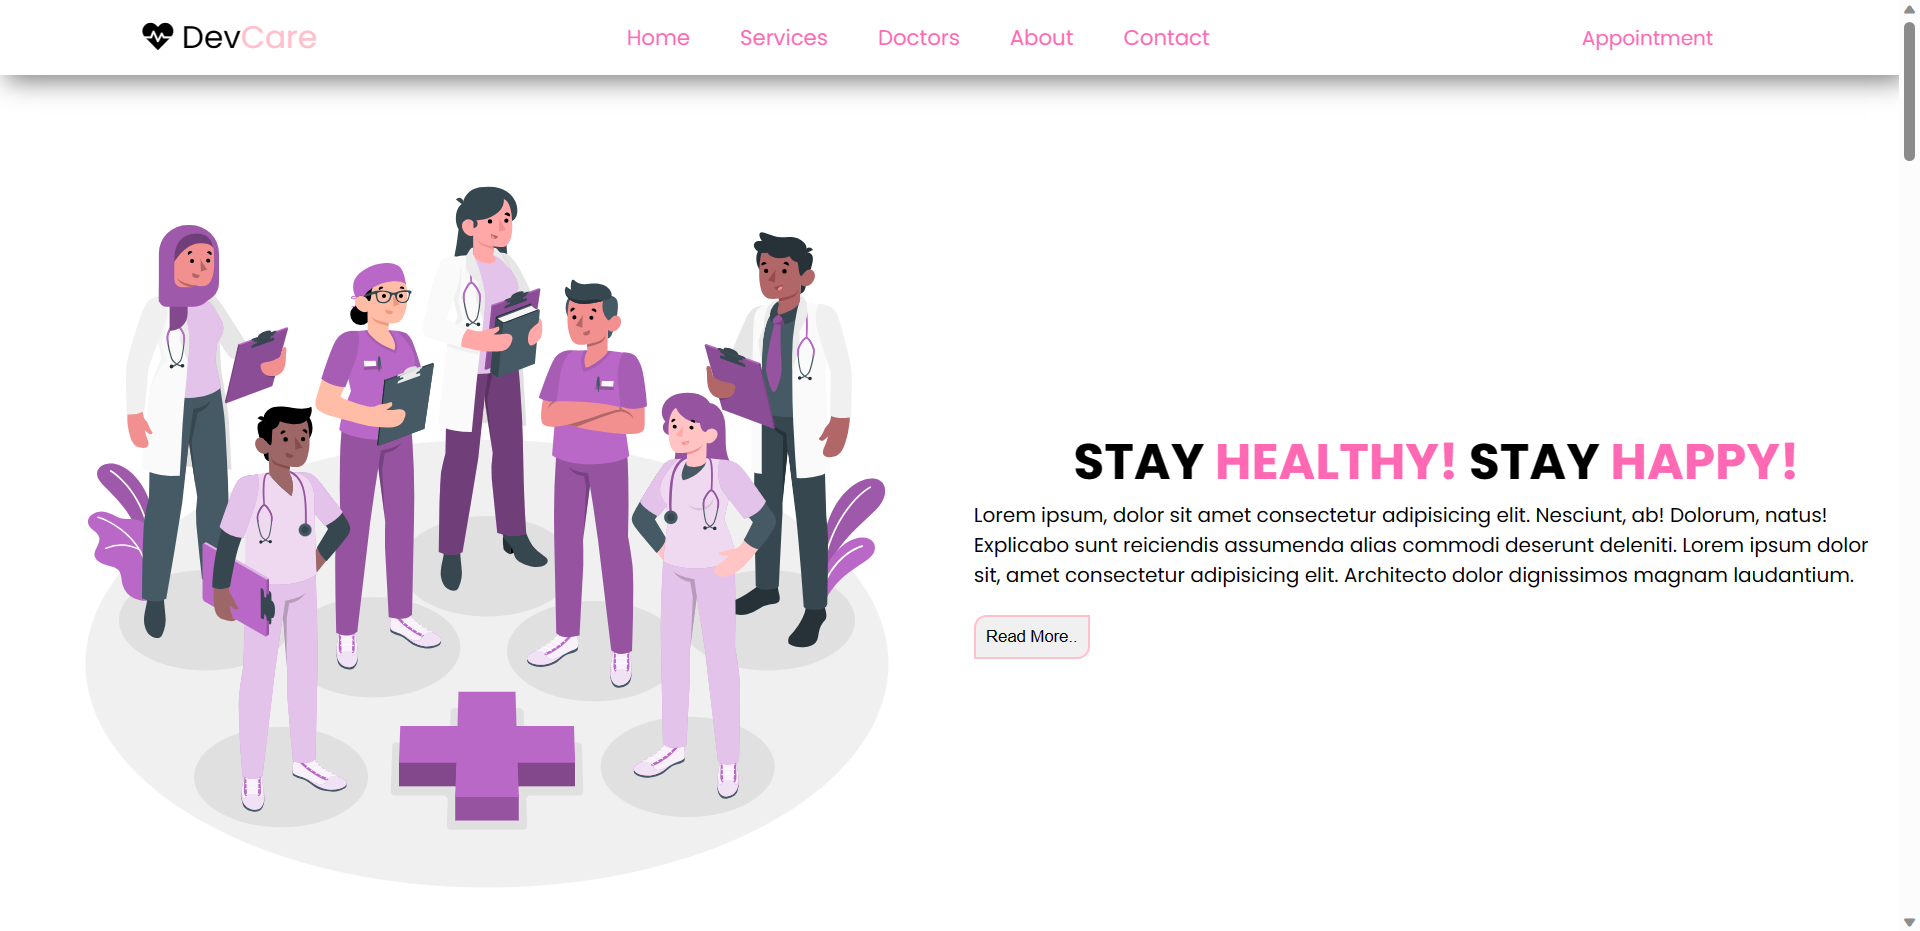 DevCare
Home Services Doctors About Contact
Appointment
STAY HEALTHY! STAY HAPPY!
Lorem ipsum, dolor sit amet consectetur adipisicing elit. Nesciunt, ab! Dolorum, natus!
Explicabo sunt reiciendis assumenda alias commodi deserunt deleniti. Lorem ipsum dolor
sit, amet consectetur adipisicing elit. Architecto dolor dignissimos magnam laudantium.
Read More..